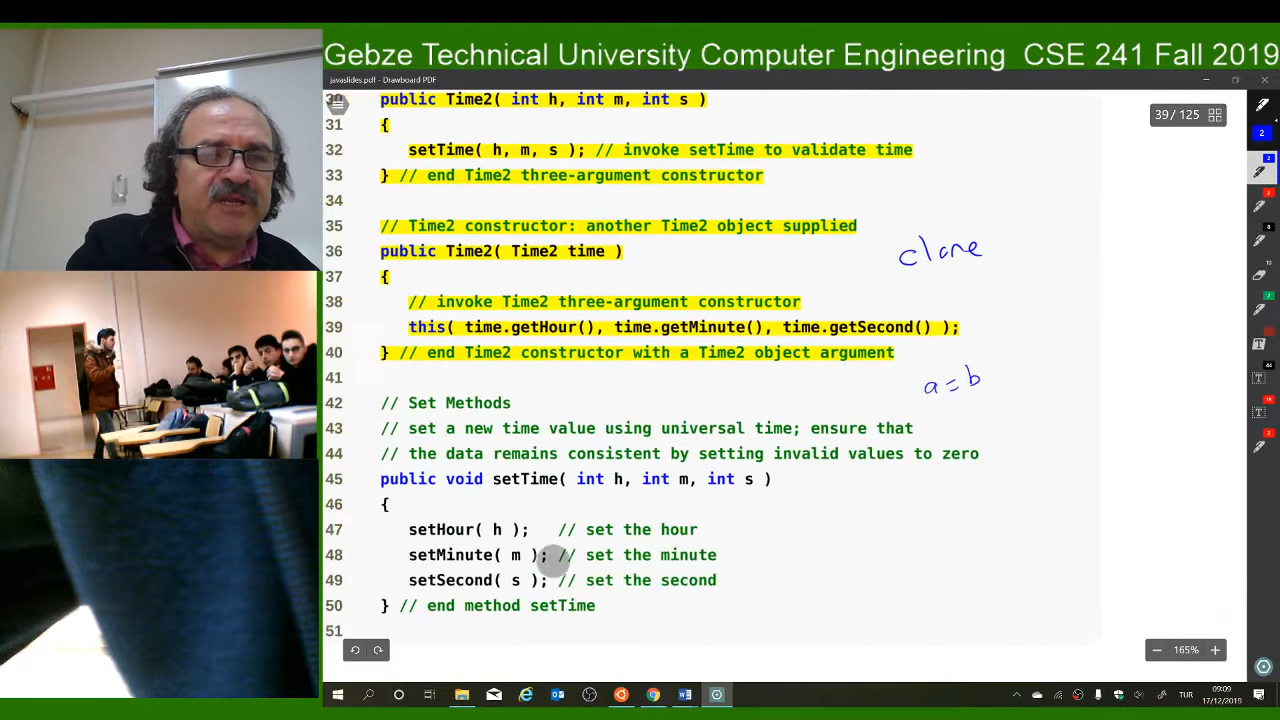 Gebze Technical University Computer Engineering  CSE 241 Fall 2019
javaslides.pdf - Drawboard PDF
39 / 125
30 public Time2( int h, int m, int s )
31 {
32 setTime( h, m, s ); // invoke setTime to validate time
33 } // end Time2 three-argument constructor
34
35 // Time2 constructor: another Time2 object supplied
36 public Time2( Time2 time )
clone
37 {
38 // invoke Time2 three-argument constructor
39 this( time.getHour(), time.getMinute(), time.getSecond() );
40 } // end Time2 constructor with a Time2 object argument
41
a = b
42 // Set Methods
43 // set a new time value using universal time; ensure that
44 // the data remains consistent by setting invalid values to zero
45 public void setTime( int h, int m, int s )
46 {
47 setHour( h ); // set the hour
48 setMinute( m ); // set the minute
49 setSecond( s ); // set the second
50 } // end method setTime
51
165%
TUR
09:09
17/12/2019